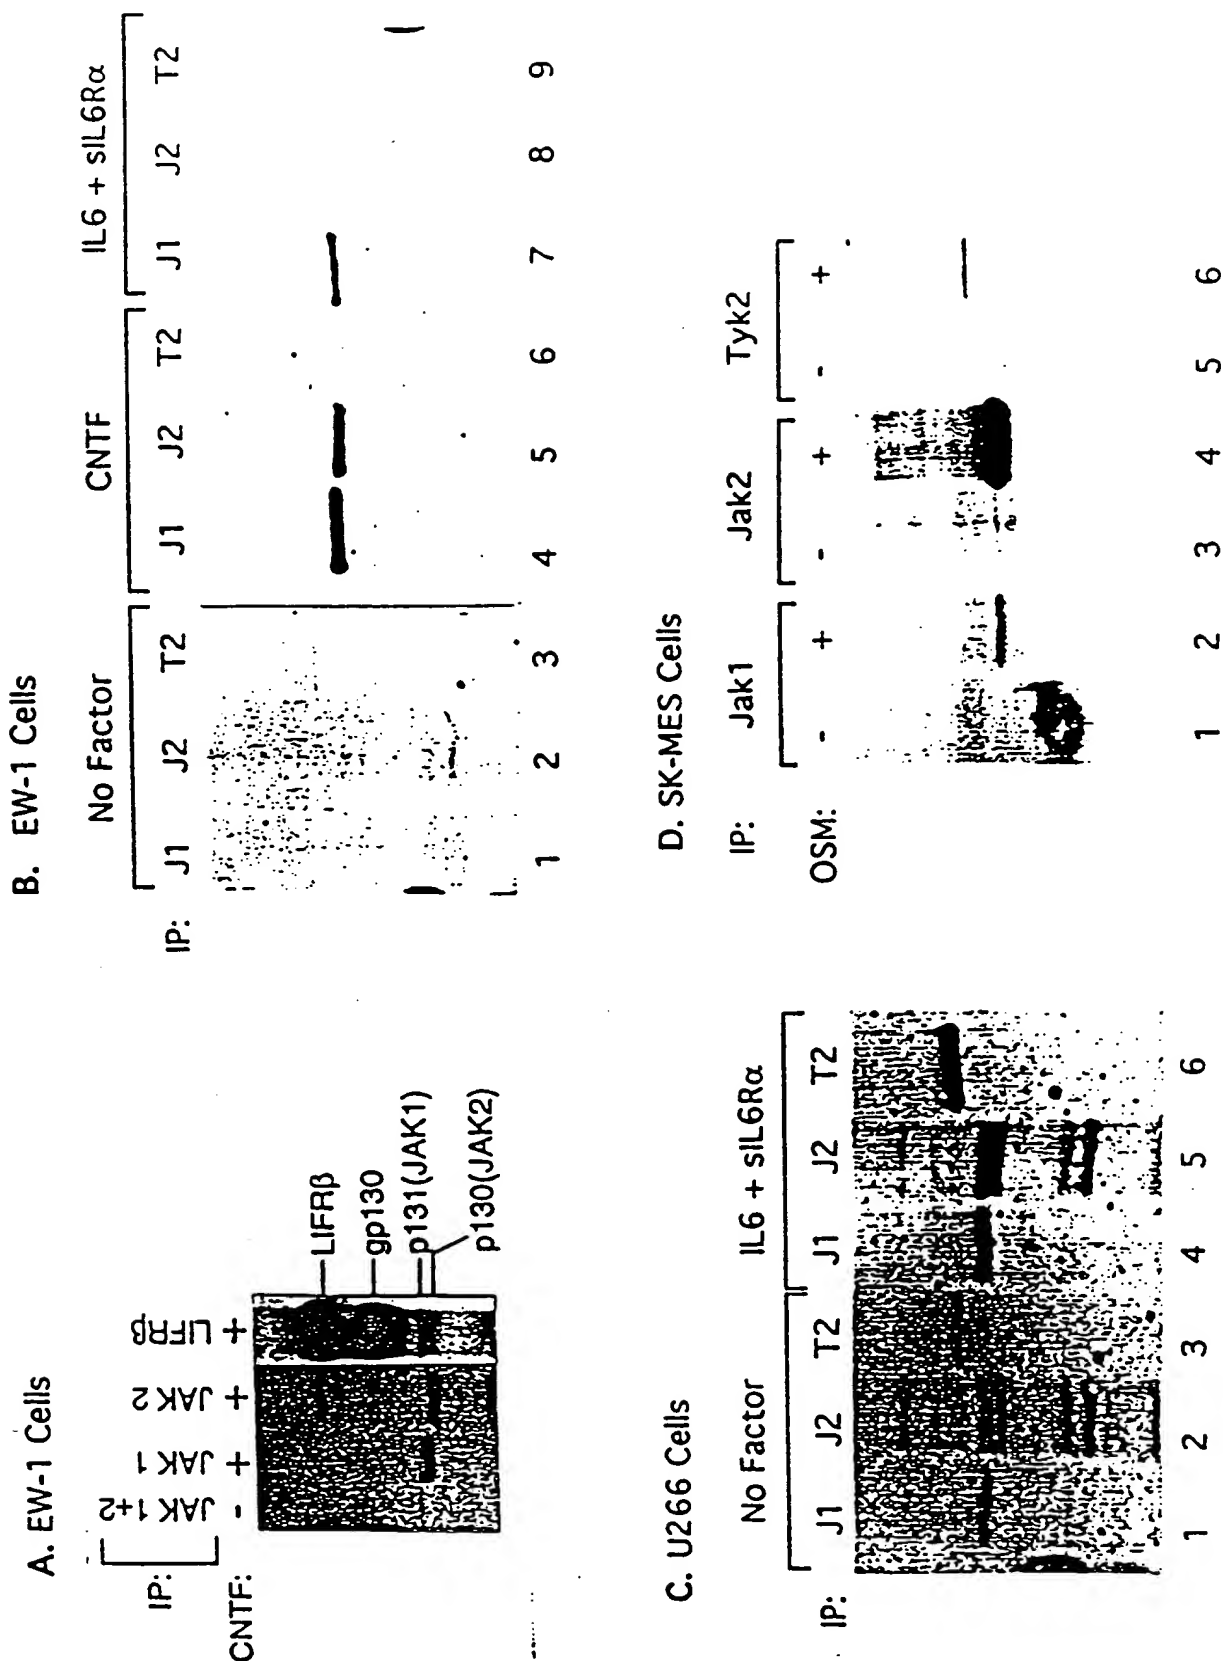 A. EW-1 Cells
IP:
JAK 1+2
JAK 1
JAK 2
LIFRβ
CNTF:
- + + +
LIFRβ
gp130
p131(JAK1)
p130(JAK2)
B. EW-1 Cells
No Factor
CNTF
IL6 + sIL6Rα
IP:
J1 J2 T2 J1 J2 T2 J1 J2 T2
1 2 3 4 5 6 7 8 9
C. U266 Cells
No Factor
IL6 + sIL6Rα
IP:
J1 J2 T2 J1 J2 T2
1 2 3 4 5 6
D. SK-MES Cells
IP:
Jak1
Jak2
Tyk2
OSM:
- + - + - +
1 2 3 4 5 6